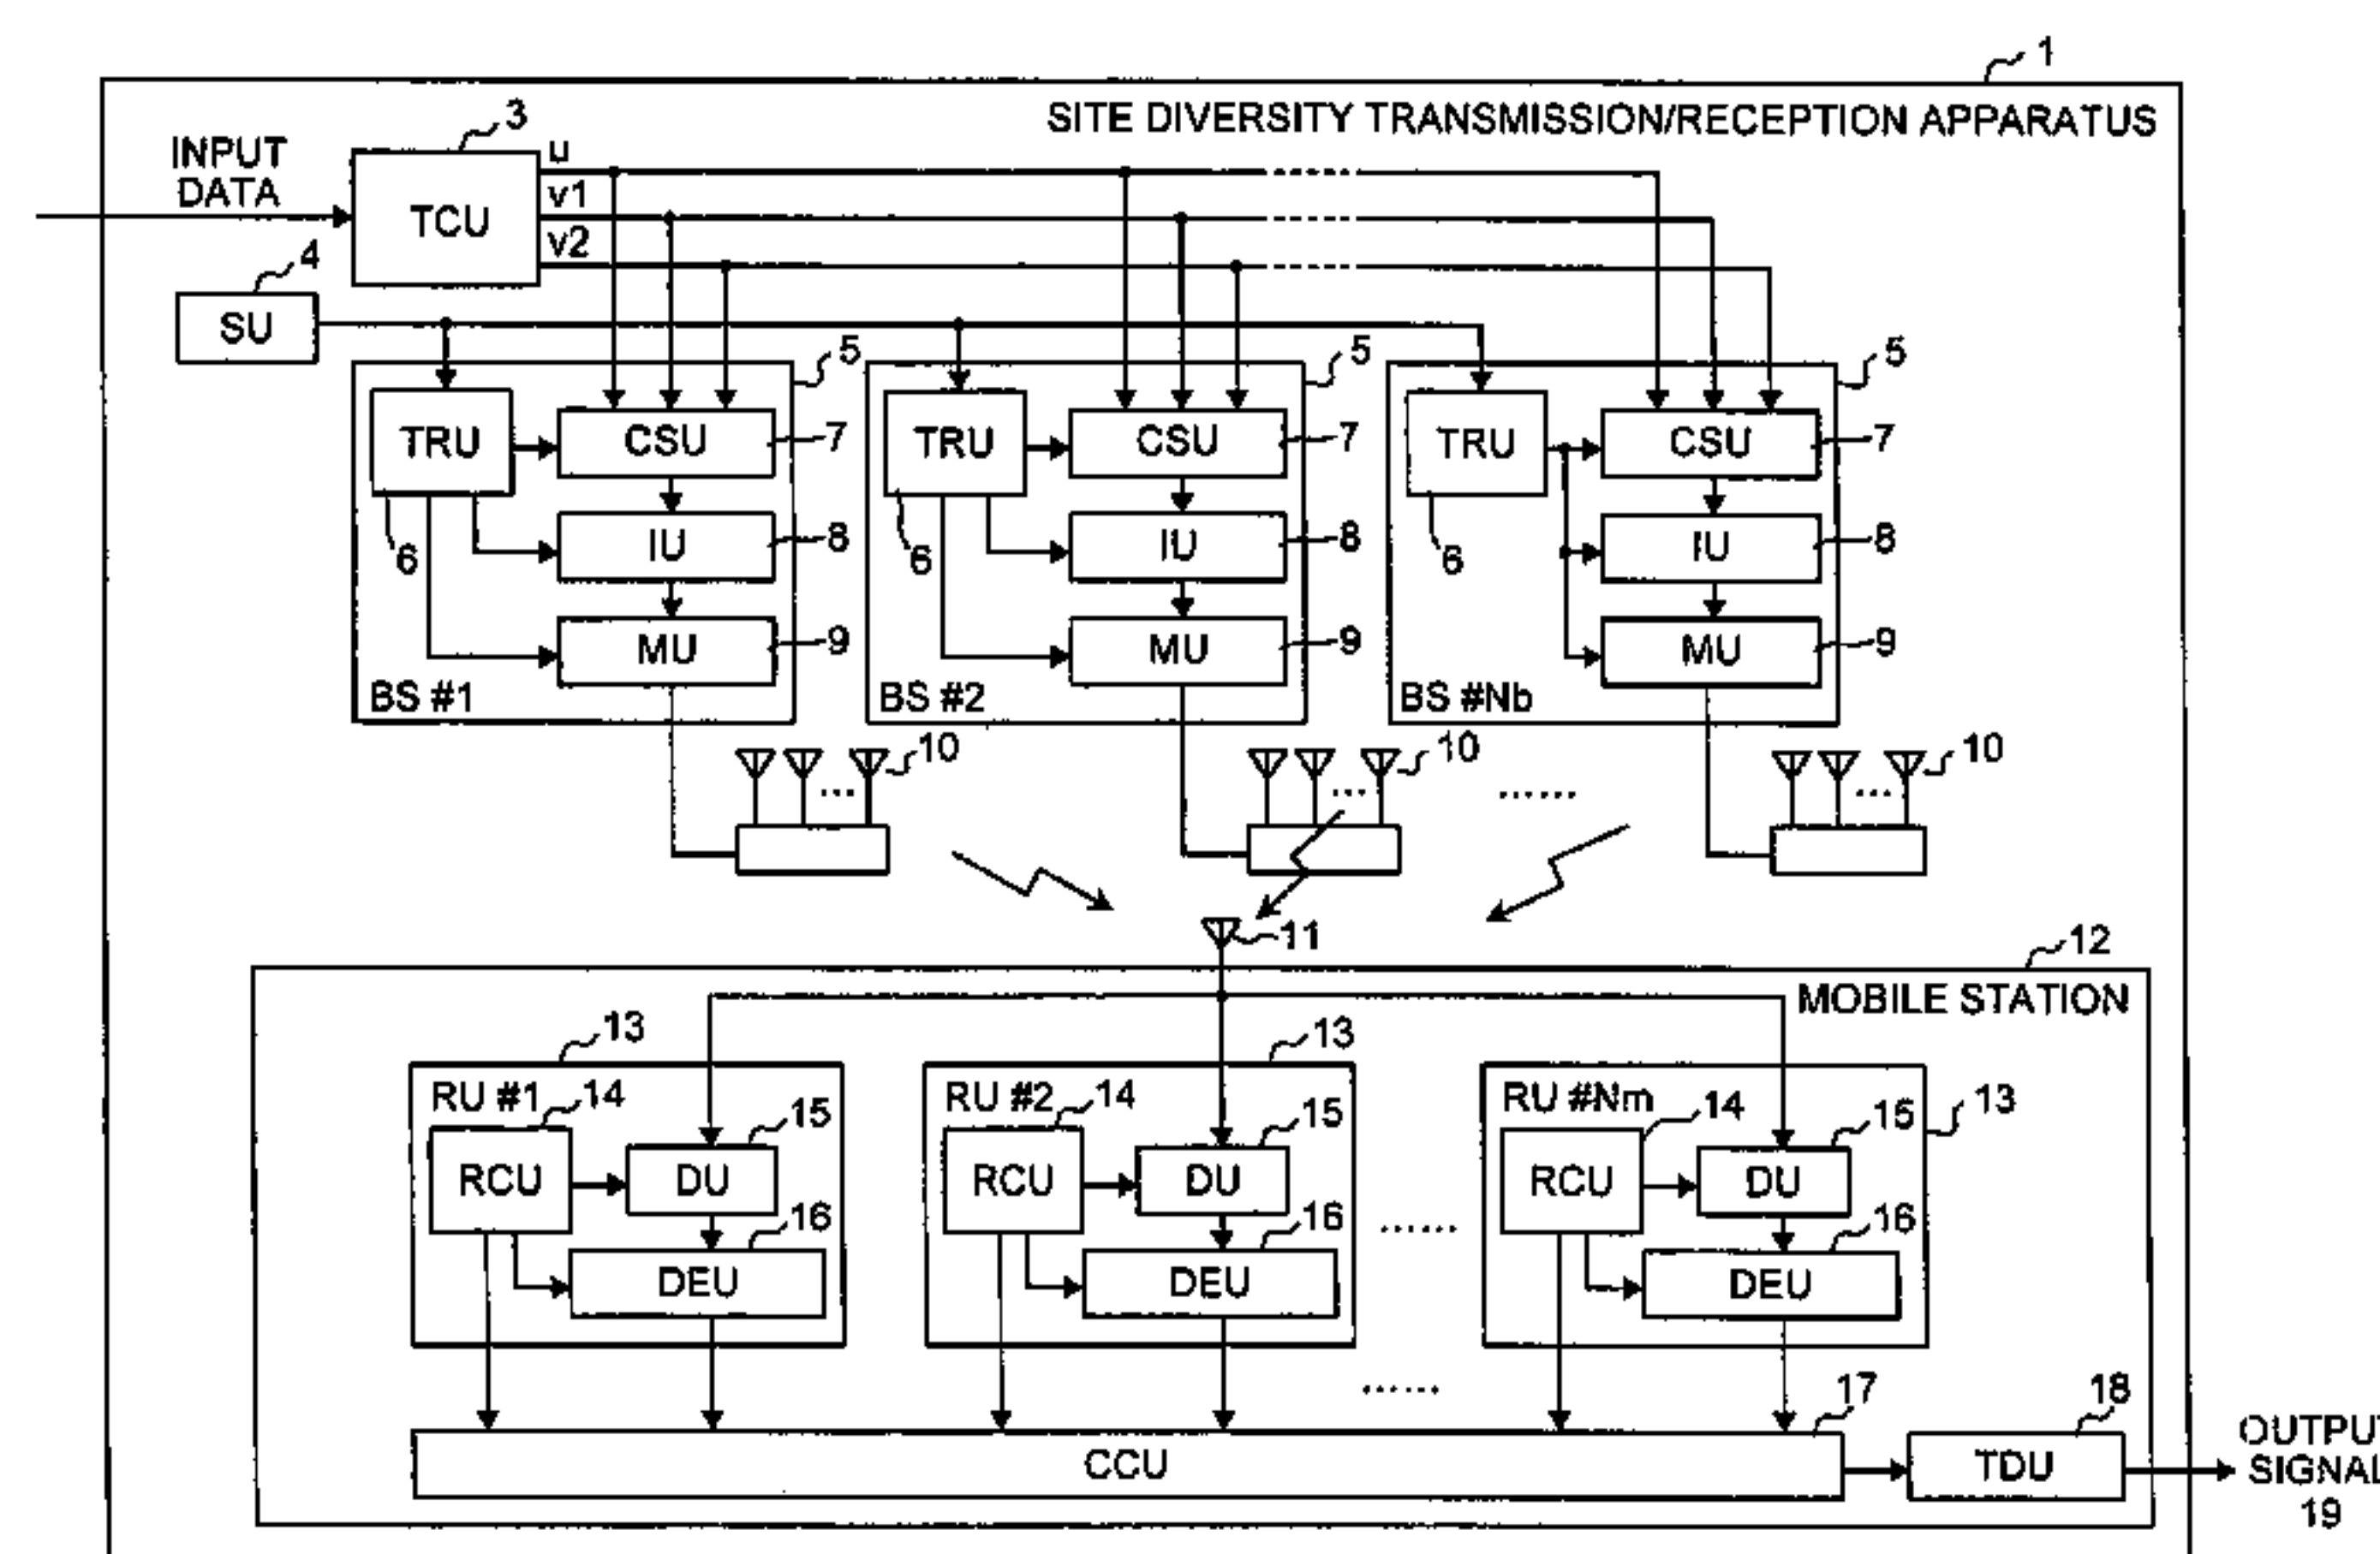 1
SITE DIVERSITY TRANSMISSION/RECEPTION APPARATUS
3
INPUT
DATA
TCU
u
v1
v2
4
SU
5
5
5
TRU
CSU
7
TRU
CSU
7
TRU
CSU
7
6
IU
8
6
IU
8
6
IU
8
MU
9
MU
9
MU
9
BS #1
BS #2
BS #Nb
10
10
10
...
...
......
...
11
12
MOBILE STATION
13
13
RU #1
14
RU #2
14
RU #Nm
14
13
15
15
15
RCU
DU
RCU
DU
RCU
DU
16
16
16
DEU
DEU
......
DEU
......
17
18
CCU
TDU
OUTPUT
SIGNAL
19